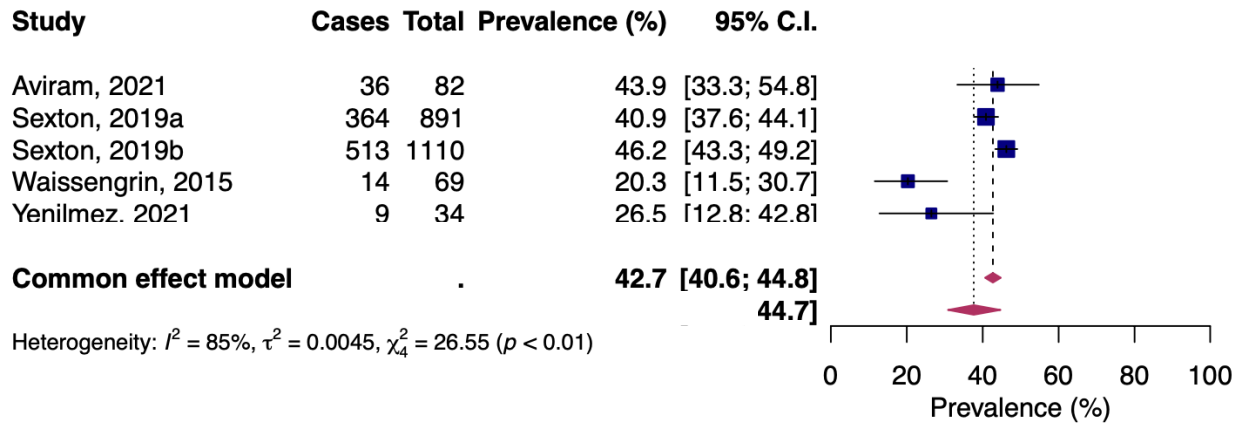 Study Cases Total Prevalence (%) 95% C.I.
Aviram, 2021 36 82 43.9 [33.3; 54.8]
Sexton, 2019a 364 891 40.9 [37.6; 44.1]
Sexton, 2019b 513 1110 46.2 [43.3; 49.2]
Waissengrin, 2015 14 69 20.3 [11.5; 30.7]
Yenilmez, 2021 9 34 26.5 [12.8; 42.8]
Common effect model . 42.7 [40.6; 44.8]
44.7]
Heterogeneity: I² = 85%, τ² = 0.0045, χ²₄ = 26.55 (p < 0.01)
0 20 40 60 80 100
Prevalence (%)